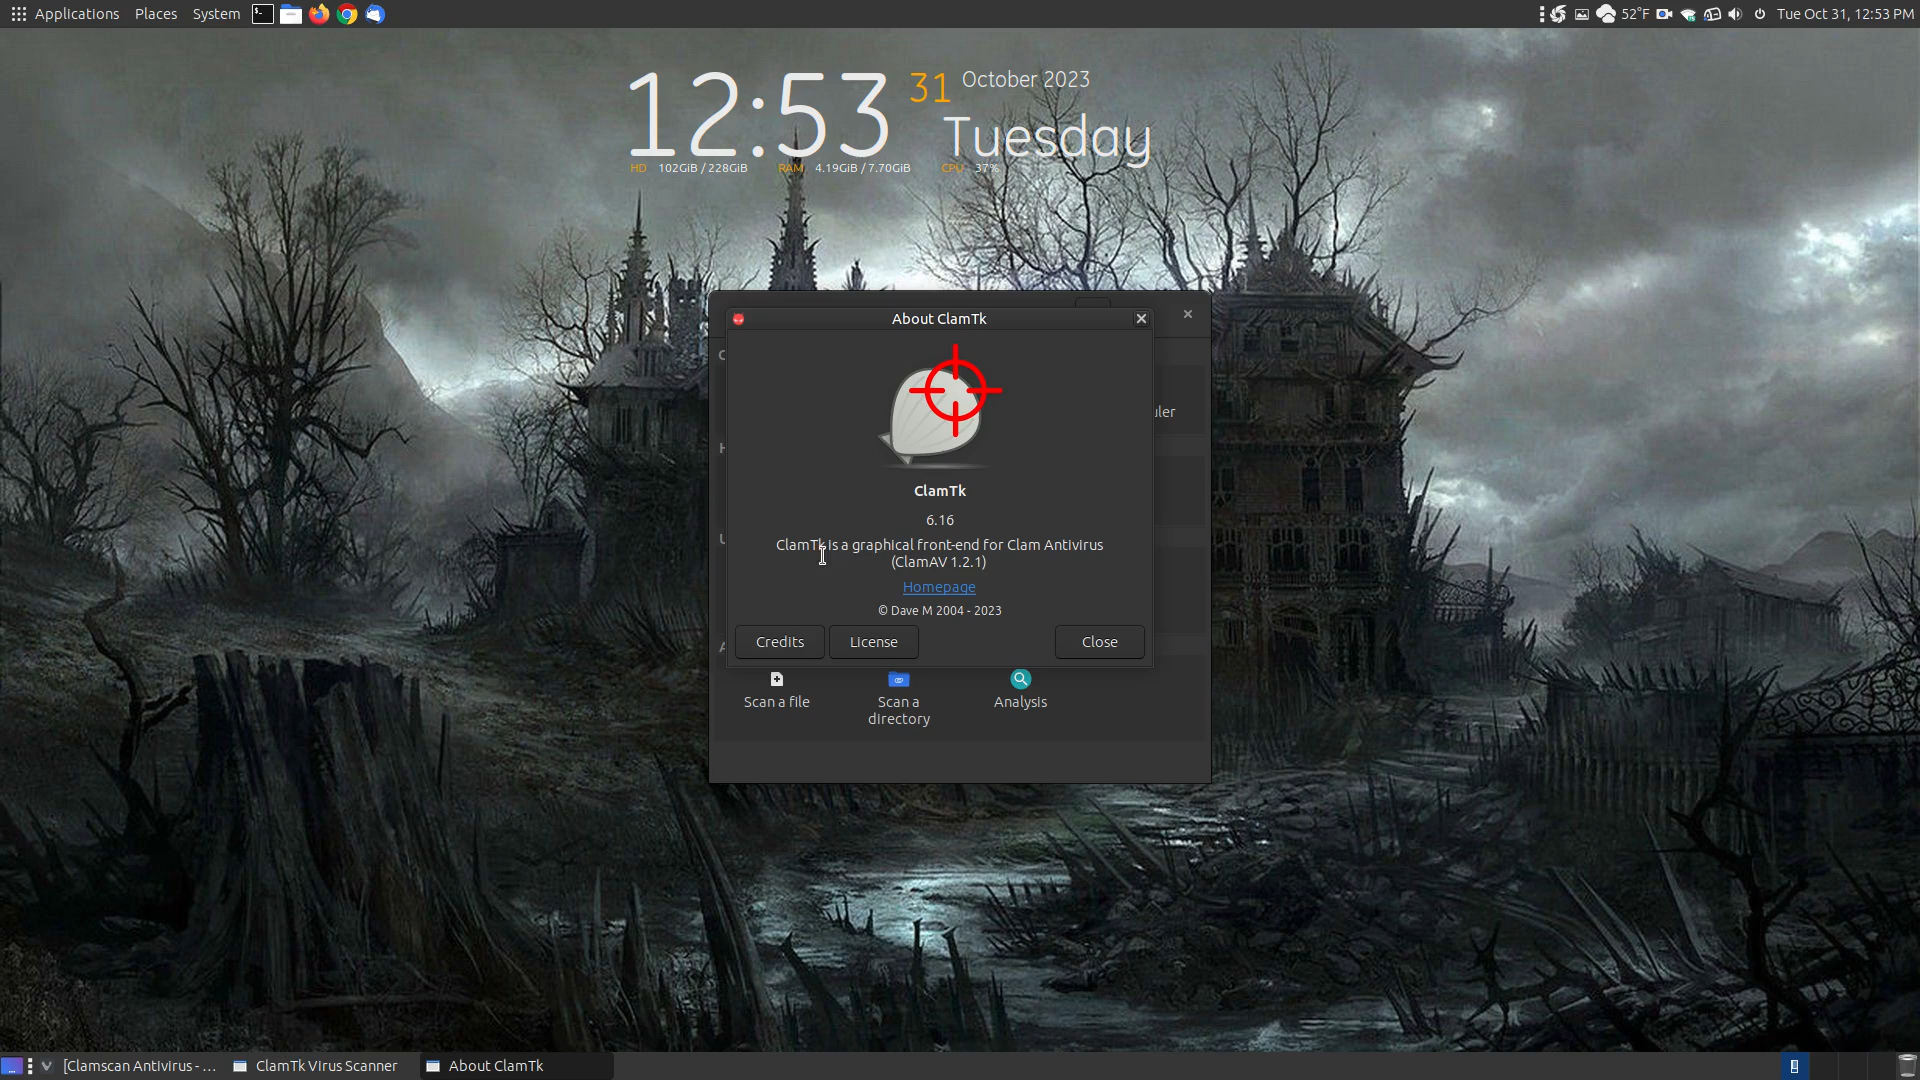 Applications Places System
52°F Tue Oct 31, 12:53 PM
12:53 31 October 2023
Tuesday
HD 102GiB / 228GiB RAM 4.19GiB / 7.70GiB CPU 37%
About ClamTk
uler
ClamTk
6.16
ClamTk is a graphical front-end for Clam Antivirus
(ClamAV 1.2.1)
Homepage
© Dave M 2004 - 2023
Credits License Close
Scan a file Scan a Analysis
directory
[Clamscan Antivirus - ... ClamTk Virus Scanner About ClamTk